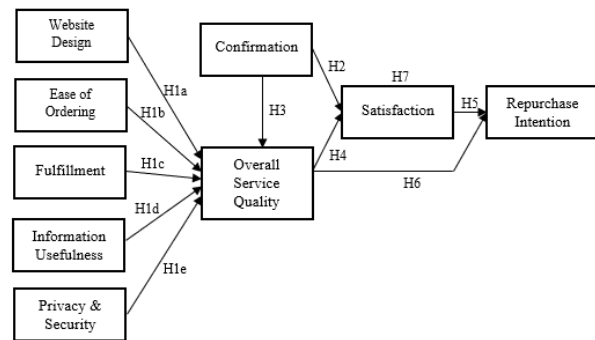 Website
Design
Ease of
Ordering
Fulfillment
Information
Usefulness
Privacy &
Security
H1a
H1b
H1c
H1d
H1e
Confirmation
H2
H3
Overall
Service
Quality
H4
H7
Satisfaction
H5
H6
Repurchase
Intention